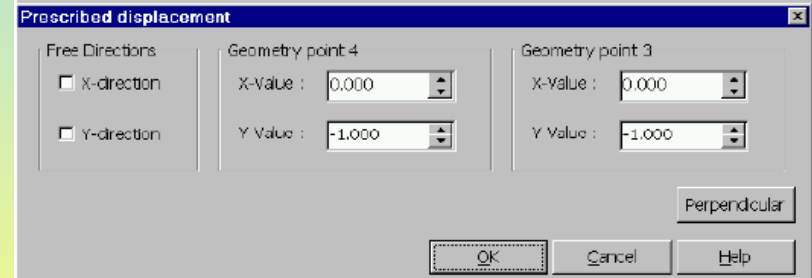 Prescribed displacement
Free Directions
X-direction
Y-direction
Geometry point 4
X-Value : 0.000
Y Value : -1.000
Geometry point 3
X-Value : 0.000
Y Value : -1.000
Perpendicular
OK Cancel Help